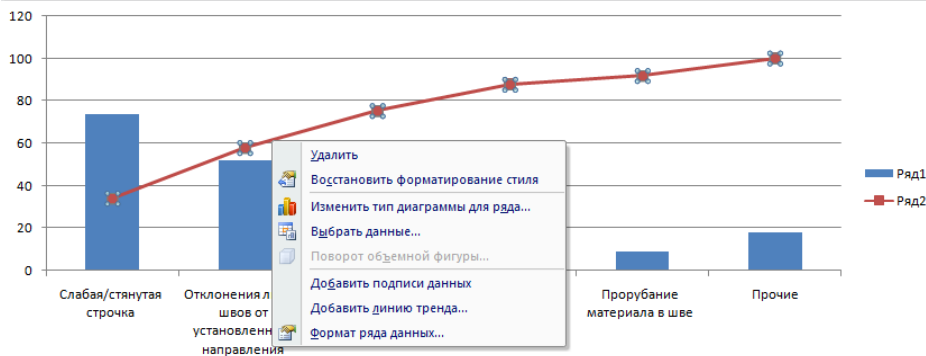 120
100
80
60
40
20
0
Удалить
Восстановить форматирование стиля
Изменить тип диаграммы для ряда...
Выбрать данные...
Поворот объемной фигуры...
Добавить подписи данных
Добавить линию тренда...
Формат ряда данных...
Ряд1
Ряд2
Слабая/стянутая
строчка
Отклонения
швов от
направления
Прорубание
материала в шве
Прочие